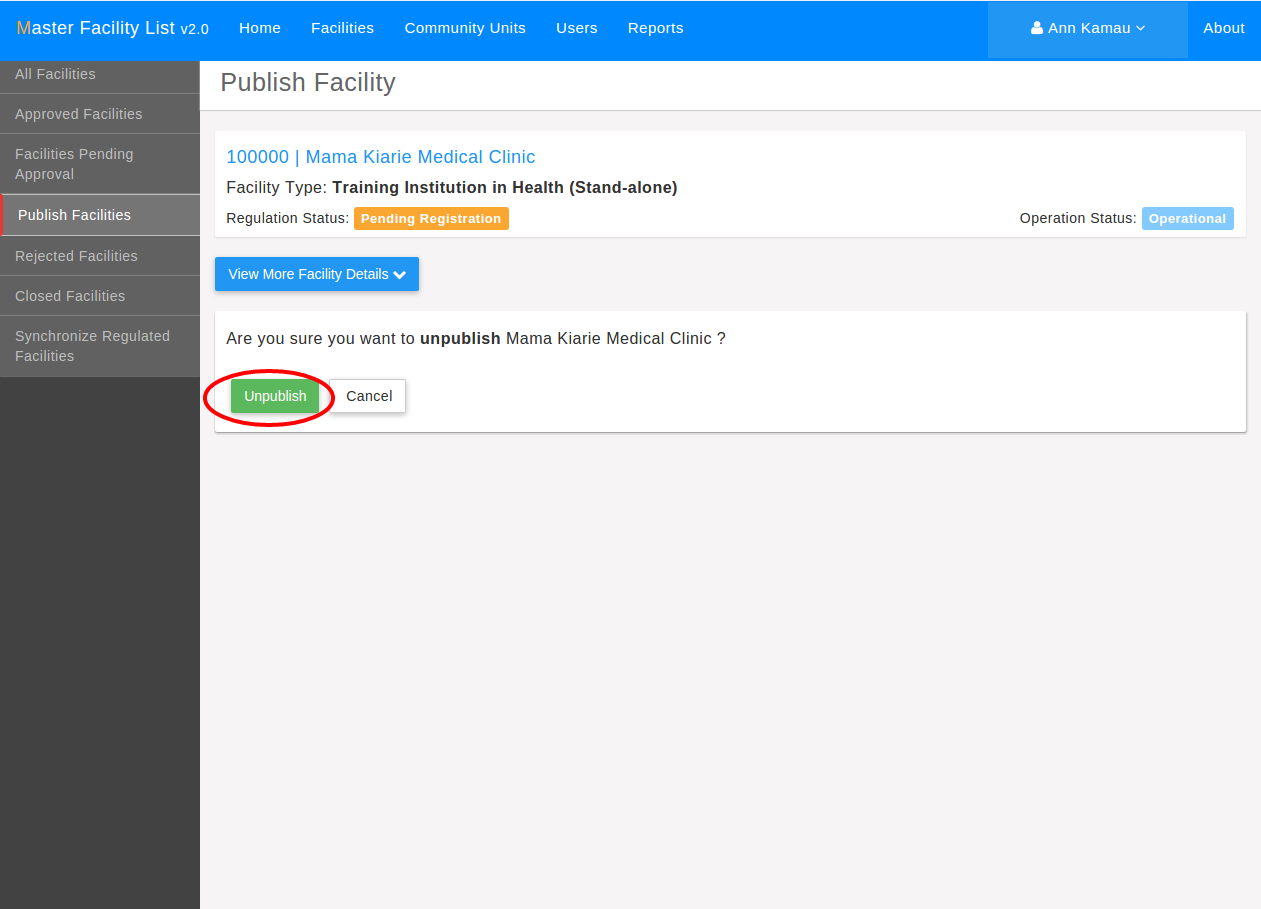 Master Facility List v2.0 Home Facilities Community Units Users Reports Ann Kamau About
All Facilities
Approved Facilities
Facilities Pending
Approval
Publish Facilities
Rejected Facilities
Closed Facilities
Synchronize Regulated
Facilities
Publish Facility
100000 | Mama Kiarie Medical Clinic
Facility Type: Training Institution in Health (Stand-alone)
Regulation Status: Pending Registration Operation Status: Operational
View More Facility Details
Are you sure you want to unpublish Mama Kiarie Medical Clinic ?
Unpublish Cancel